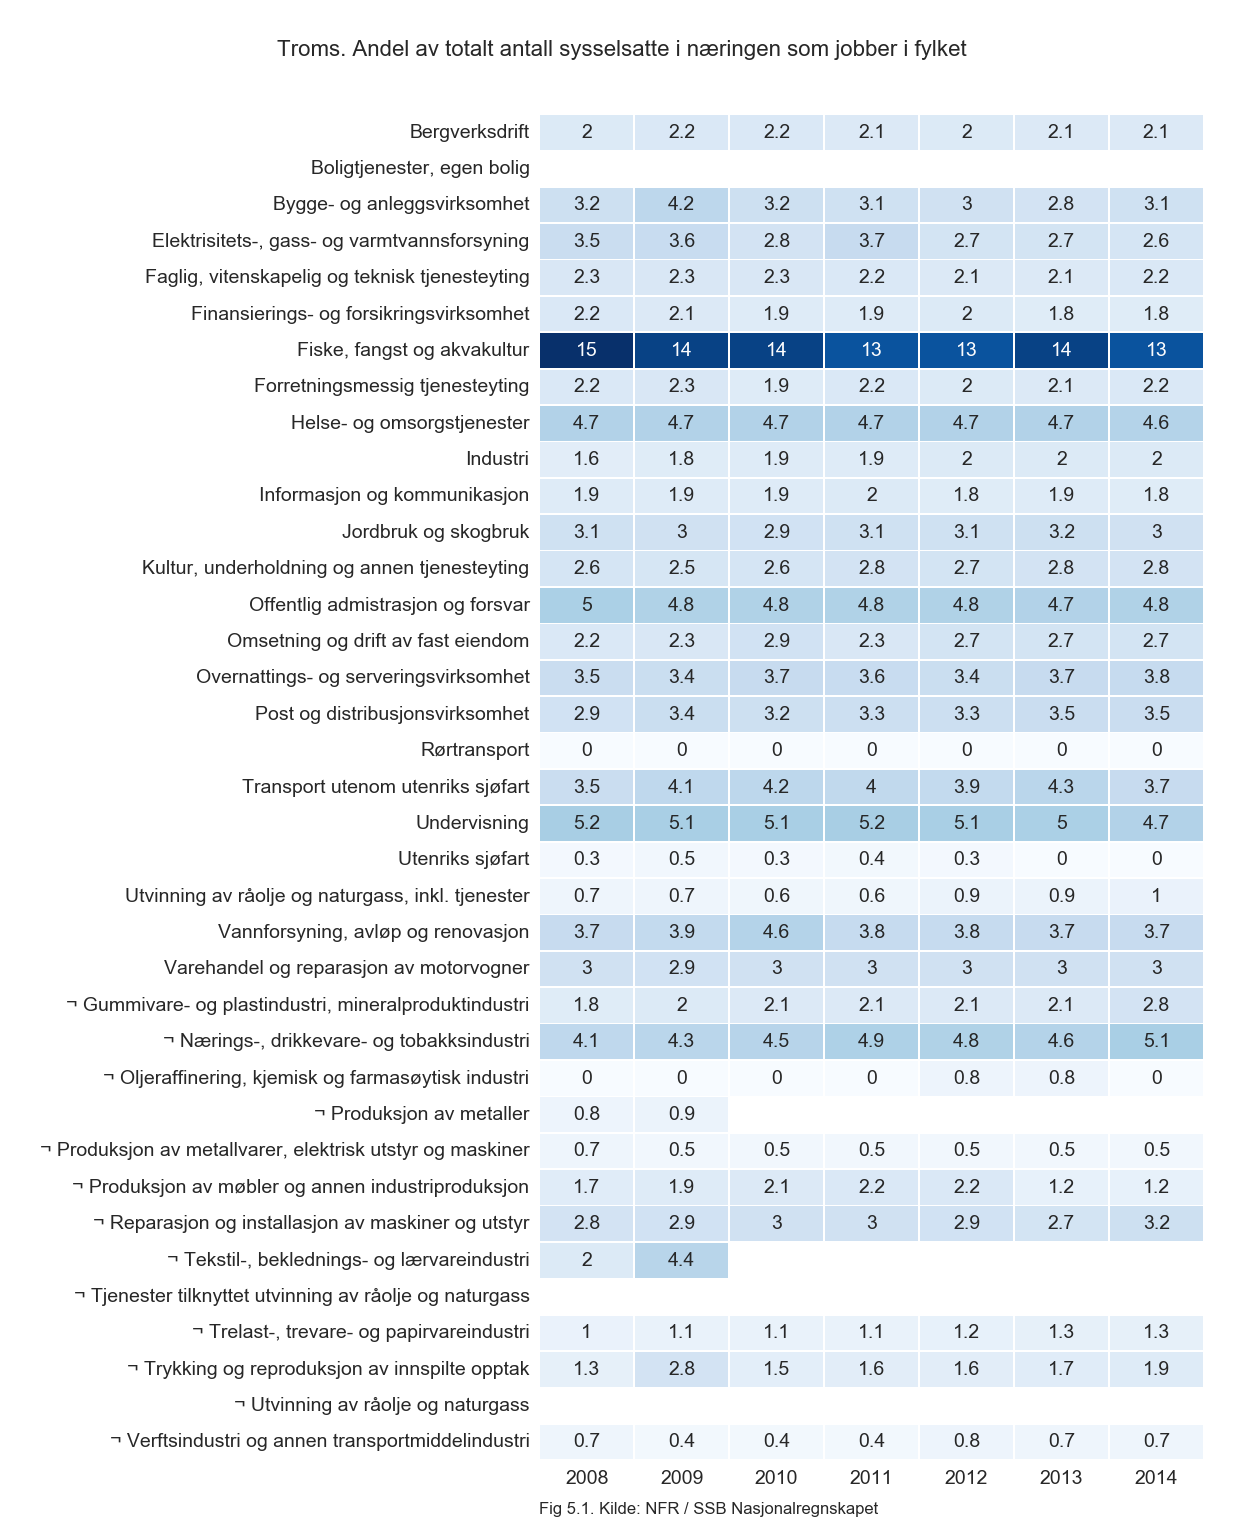 Troms. Andel av totalt antall sysselsatte i næringen som jobber i fylket
Bergverksdrift 2 2.2 2.2 2.1 2 2.1 2.1
Boligtjenester, egen bolig
Bygge- og anleggsvirksomhet 3.2 4.2 3.2 3.1 3 2.8 3.1
Elektrisitets-, gass- og varmtvannsforsyning 3.5 3.6 2.8 3.7 2.7 2.7 2.6
Faglig, vitenskapelig og teknisk tjenesteyting 2.3 2.3 2.3 2.2 2.1 2.1 2.2
Finansierings- og forsikringsvirksomhet 2.2 2.1 1.9 1.9 2 1.8 1.8
Fiske, fangst og akvakultur 15 14 14 13 13 14 13
Forretningsmessig tjenesteyting 2.2 2.3 1.9 2.2 2 2.1 2.2
Helse- og omsorgstjenester 4.7 4.7 4.7 4.7 4.7 4.7 4.6
Industri 1.6 1.8 1.9 1.9 2 2 2
Informasjon og kommunikasjon 1.9 1.9 1.9 2 1.8 1.9 1.8
Jordbruk og skogbruk 3.1 3 2.9 3.1 3.1 3.2 3
Kultur, underholdning og annen tjenesteyting 2.6 2.5 2.6 2.8 2.7 2.8 2.8
Offentlig admistrasjon og forsvar 5 4.8 4.8 4.8 4.8 4.7 4.8
Omsetning og drift av fast eiendom 2.2 2.3 2.9 2.3 2.7 2.7 2.7
Overnattings- og serveringsvirksomhet 3.5 3.4 3.7 3.6 3.4 3.7 3.8
Post og distribusjonsvirksomhet 2.9 3.4 3.2 3.3 3.3 3.5 3.5
Rørtransport 0 0 0 0 0 0 0
Transport utenom utenriks sjøfart 3.5 4.1 4.2 4 3.9 4.3 3.7
Undervisning 5.2 5.1 5.1 5.2 5.1 5 4.7
Utenriks sjøfart 0.3 0.5 0.3 0.4 0.3 0 0
Utvinning av råolje og naturgass, inkl. tjenester 0.7 0.7 0.6 0.6 0.9 0.9 1
Vannforsyning, avløp og renovasjon 3.7 3.9 4.6 3.8 3.8 3.7 3.7
Varehandel og reparasjon av motorvogner 3 2.9 3 3 3 3 3
¬ Gummivare- og plastindustri, mineralproduktindustri 1.8 2 2.1 2.1 2.1 2.1 2.8
¬ Nærings-, drikkevare- og tobakksindustri 4.1 4.3 4.5 4.9 4.8 4.6 5.1
¬ Oljeraffinering, kjemisk og farmasøytisk industri 0 0 0 0 0.8 0.8 0
¬ Produksjon av metaller 0.8 0.9
¬ Produksjon av metallvarer, elektrisk utstyr og maskiner 0.7 0.5 0.5 0.5 0.5 0.5 0.5
¬ Produksjon av møbler og annen industriproduksjon 1.7 1.9 2.1 2.2 2.2 1.2 1.2
¬ Reparasjon og installasjon av maskiner og utstyr 2.8 2.9 3 3 2.9 2.7 3.2
¬ Tekstil-, beklednings- og lærvareindustri 2 4.4
¬ Tjenester tilknyttet utvinning av råolje og naturgass
¬ Trelast-, trevare- og papirvareindustri 1 1.1 1.1 1.1 1.2 1.3 1.3
¬ Trykking og reproduksjon av innspilte opptak 1.3 2.8 1.5 1.6 1.6 1.7 1.9
¬ Utvinning av råolje og naturgass
¬ Verftsindustri og annen transportmiddelindustri 0.7 0.4 0.4 0.4 0.8 0.7 0.7
2008 2009 2010 2011 2012 2013 2014
Fig 5.1. Kilde: NFR / SSB Nasjonalregnskapet